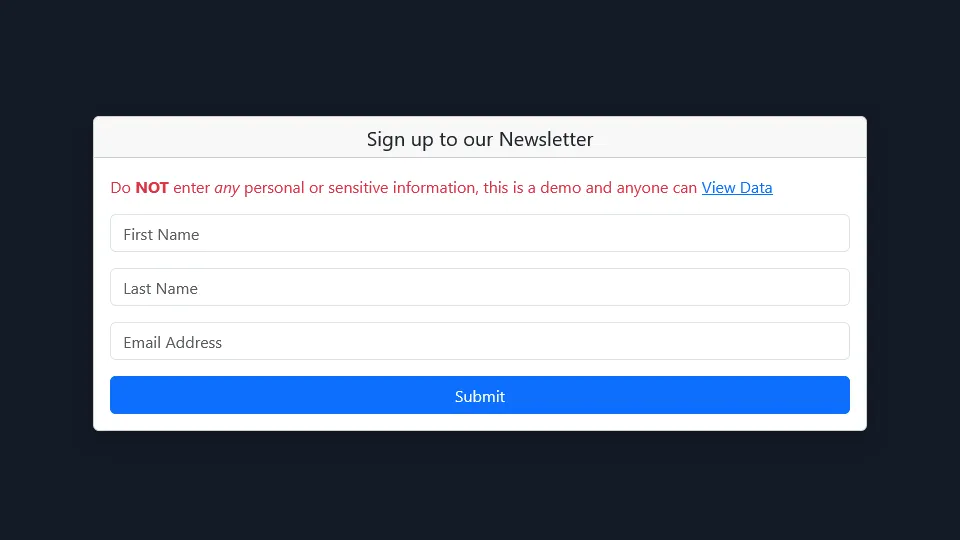 Sign up to our Newsletter
Do NOT enter any personal or sensitive information, this is a demo and anyone can View Data
First Name
Last Name
Email Address
Submit